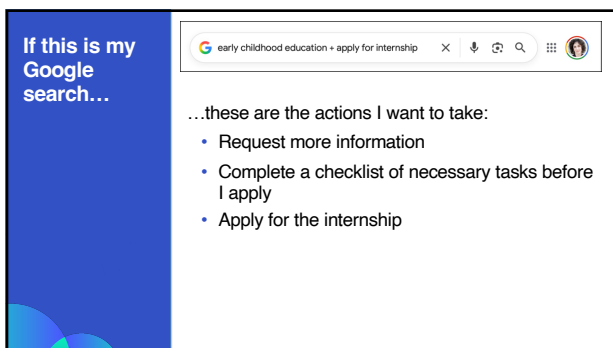 If this is my
Google
search…
early childhood education + apply for internship
…these are the actions I want to take:
• Request more information
• Complete a checklist of necessary tasks before
I apply
• Apply for the internship